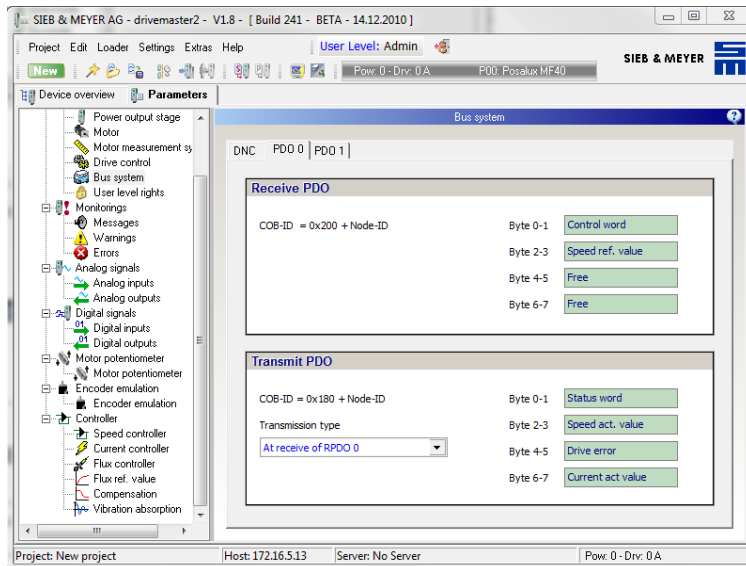 SIEB & MEYER AG - drivemaster2 - V1.8 - [ Build 241 - BETA - 14.12.2010 ]
Project Edit Loader Settings Extras Help User Level: Admin
SIEB & MEYER
New Pow: 0 - Drv: 0 A P00: Posalux MF40
Device overview Parameters
Power output stage
Motor
Motor measurement sy
Drive control
Bus system
User level rights
Monitorings
Messages
Warnings
Errors
Analog signals
Analog inputs
Analog outputs
Digital signals
Digital inputs
Digital outputs
Motor potentiometer
Motor potentiometer
Encoder emulation
Encoder emulation
Controller
Speed controller
Current controller
Flux controller
Flux ref. value
Compensation
Vibration absorption
Bus system
DNC PDO 0 PDO 1
Receive PDO
COB-ID = 0x200 + Node-ID
Byte 0-1 Control word
Byte 2-3 Speed ref. value
Byte 4-5 Free
Byte 6-7 Free
Transmit PDO
COB-ID = 0x180 + Node-ID
Transmission type
At receive of RPDO 0
Byte 0-1 Status word
Byte 2-3 Speed act. value
Byte 4-5 Drive error
Byte 6-7 Current act value
Project: New project Host: 172.16.5.13 Server: No Server Pow: 0 - Drv: 0 A